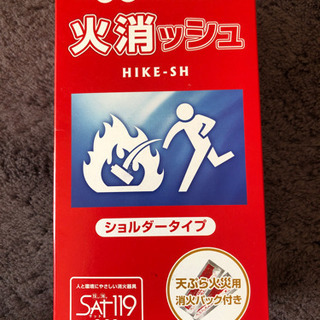 火消ッシュ
HIKE-SH
ショルダータイプ
人と環境にやさしい消火器具
SAT119
天ぷら火災用
消火パック付き